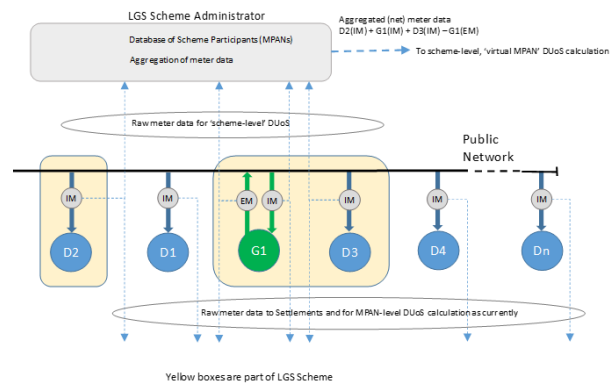 LGS Scheme Administrator
Database of Scheme Participants (MPANs)
Aggregation of meter data
Aggregated (net) meter data
D2(IM) + G1(IM) + D3(IM) – G1(EM)
To scheme-level, 'virtual MPAN' DUoS calculation
Raw meter data for 'scheme-level' DUoS
Public
Network
IM
IM
EM
IM
IM
IM
IM
D2
D1
G1
D3
D4
Dn
Raw meter data to Settlements and for MPAN-level DUoS calculation as currently
Yellow boxes are part of LGS Scheme